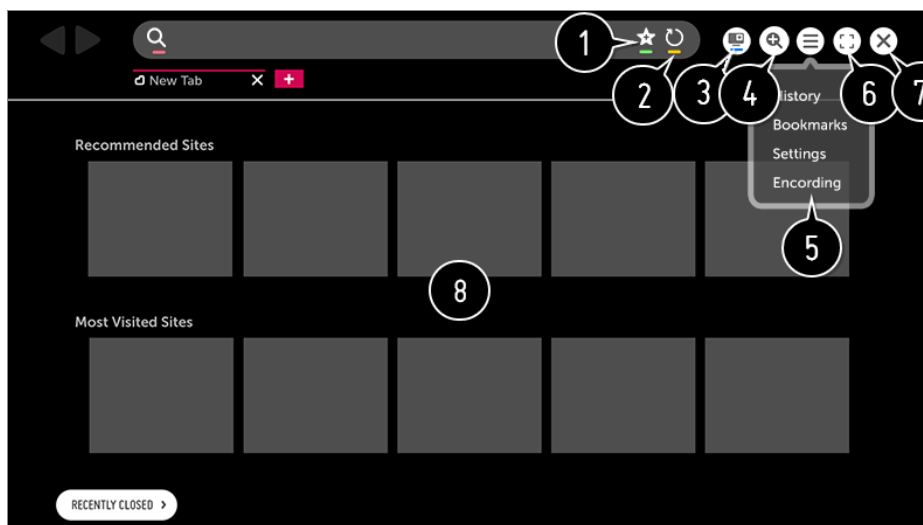 1
New Tab
2
3
4
6
7
History
Bookmarks
Settings
Encording
5
Recommended Sites
8
Most Visited Sites
RECENTLY CLOSED >